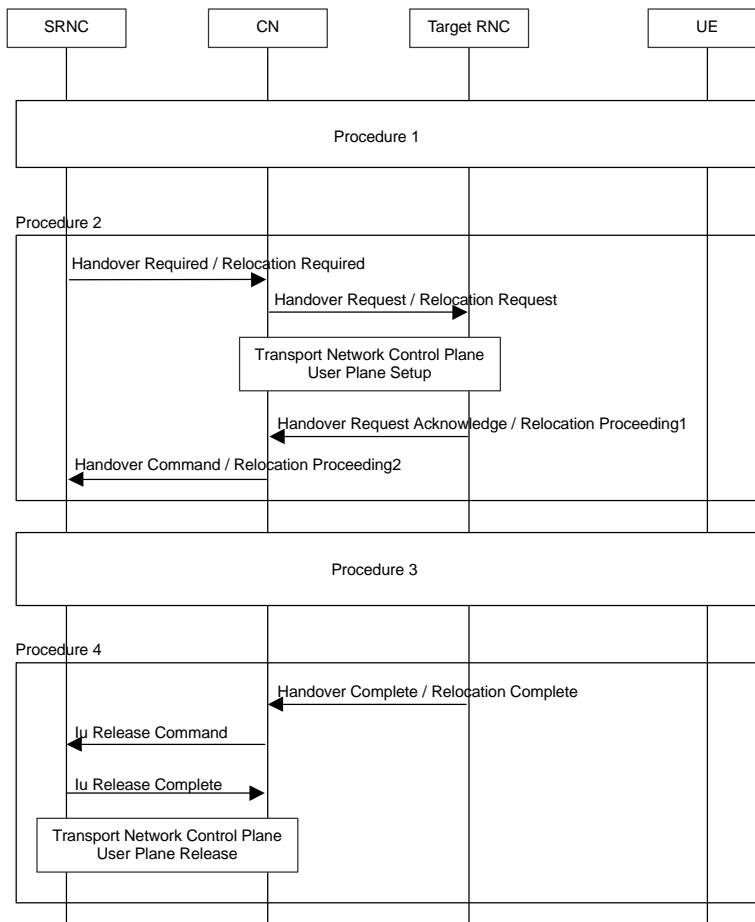 SRNC
CN
Target RNC
UE
Procedure 1
Procedure 2
Handover Required / Relocation Required
Handover Request / Relocation Request
Transport Network Control Plane
User Plane Setup
Handover Request Acknowledge / Relocation Proceeding1
Handover Command / Relocation Proceeding2
Procedure 3
Procedure 4
Handover Complete / Relocation Complete
Iu Release Command
Iu Release Complete
Transport Network Control Plane
User Plane Release